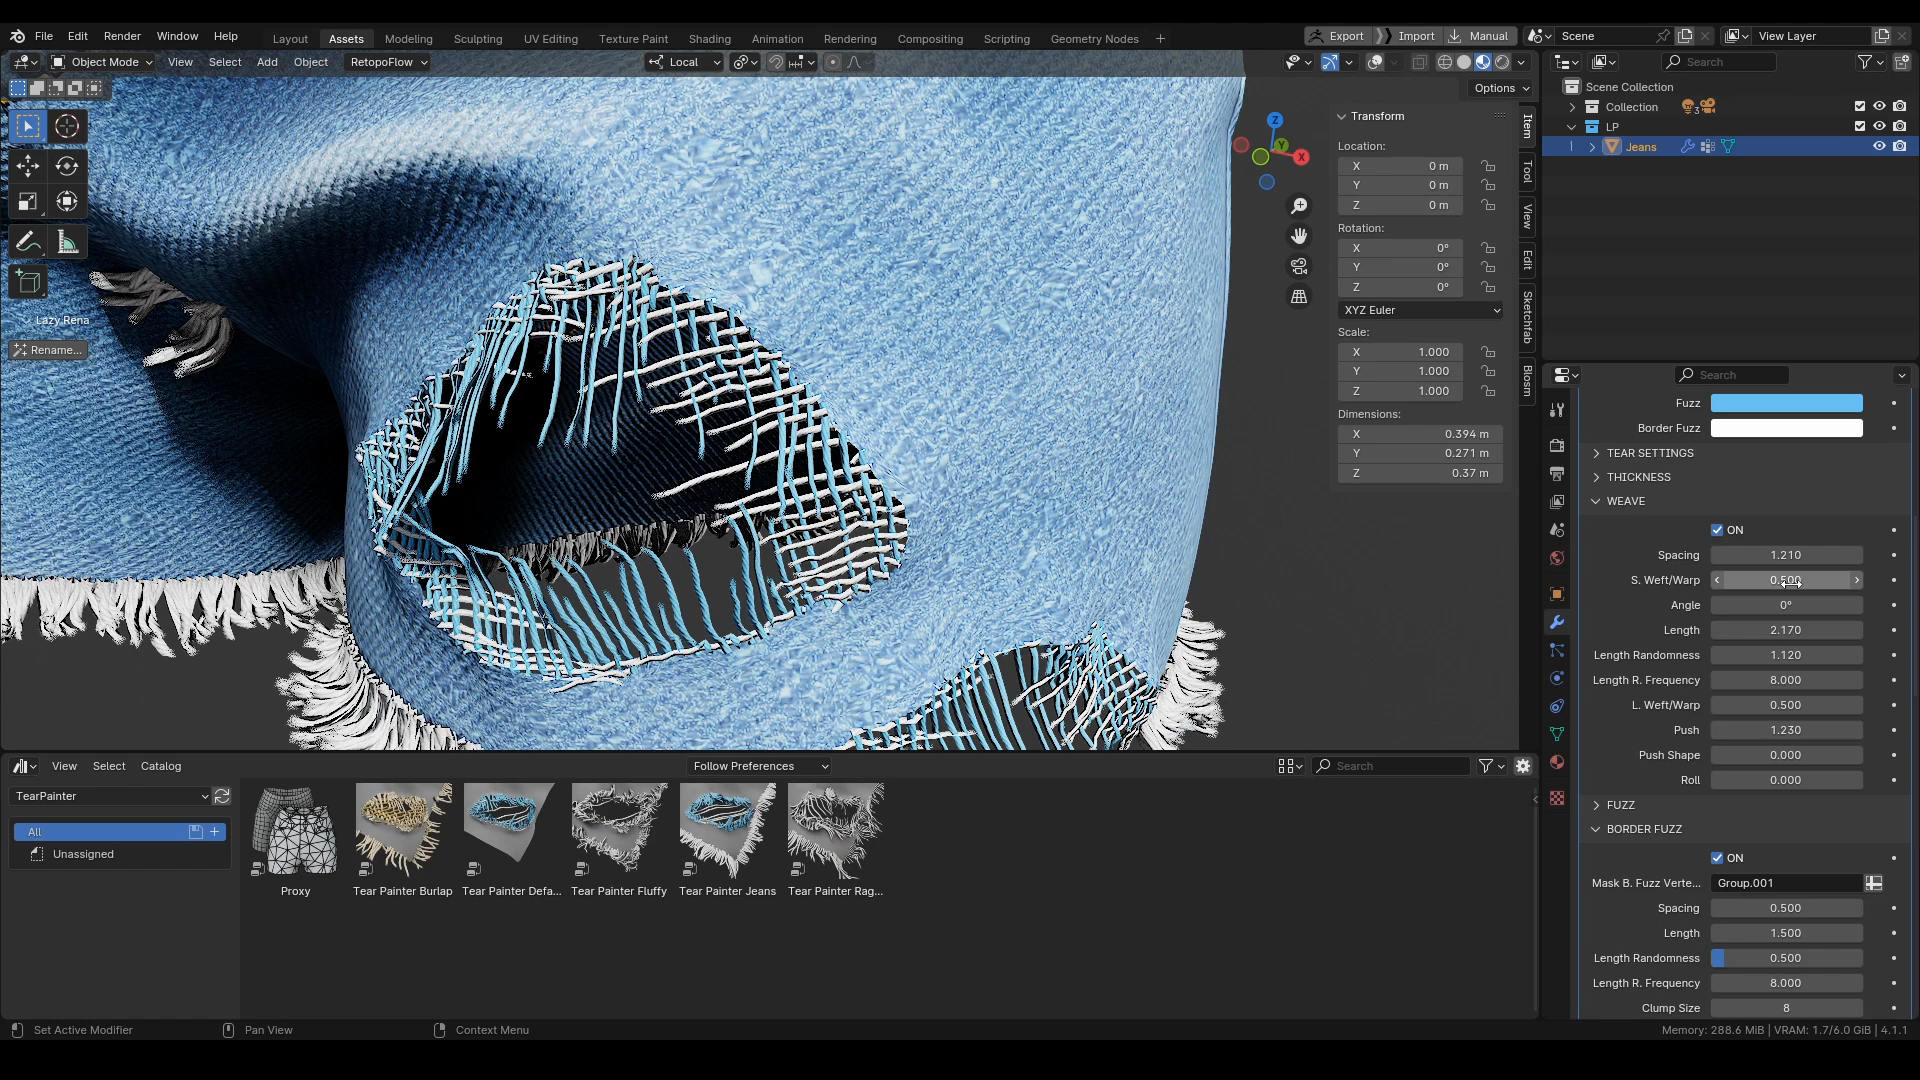 File Edit Render Window Help Layout Assets Modeling Sculpting UV Editing Texture Paint Shading Animation Rendering Compositing Scripting Geometry Nodes + Export Import Manual Scene View Layer
Object Mode View Select Add Object RetopoFlow Local Search
Options
Scene Collection
Collection
LP
Jeans
Transform
Location:
X 0 m
Y 0 m
Z 0 m
Rotation:
X 0°
Y 0°
Z 0°
XYZ Euler
Scale:
X 1.000
Y 1.000
Z 1.000
Dimensions:
X 0.394 m
Y 0.271 m
Z 0.37 m
Item
Tool
View
Edit
Sketchfab
Blosm
Z
Y
X
Lazy Rena
Rename...
Search
Fuzz
Border Fuzz
TEAR SETTINGS
THICKNESS
WEAVE
ON
Spacing 1.210
S. Weft/Warp 0.500
Angle 0°
Length 2.170
Length Randomness 1.120
Length R. Frequency 8.000
L. Weft/Warp 0.500
Push 1.230
Push Shape 0.000
Roll 0.000
FUZZ
BORDER FUZZ
ON
Mask B. Fuzz Verte... Group.001
Spacing 0.500
Length 1.500
Length Randomness 0.500
Length R. Frequency 8.000
Clump Size 8
View Select Catalog Follow Preferences Search
TearPainter
All
Unassigned
Proxy Tear Painter Burlap Tear Painter Defa... Tear Painter Fluffy Tear Painter Jeans Tear Painter Rag...
Set Active Modifier Pan View Context Menu Memory: 288.6 MiB | VRAM: 1.7/6.0 GiB | 4.1.1